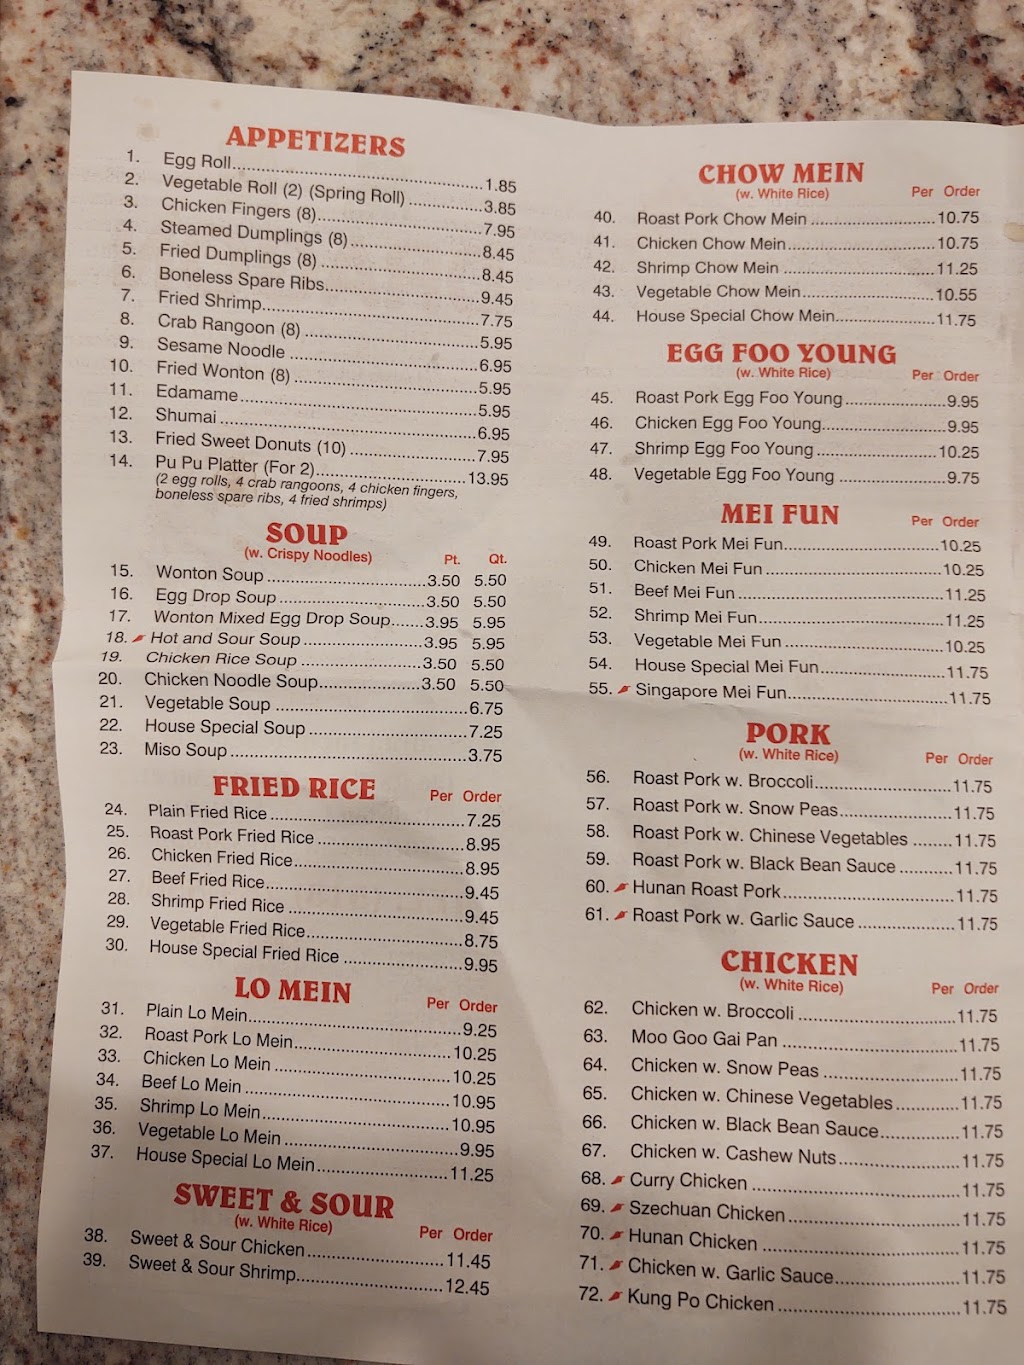 APPETIZERS
1. Egg Roll 1.85
2. Vegetable Roll (2) (Spring Roll) 3.85
3. Chicken Fingers (8) 7.95
4. Steamed Dumplings (8) 8.45
5. Fried Dumplings (8) 8.45
6. Boneless Spare Ribs 9.45
7. Fried Shrimp 7.75
8. Crab Rangoon (8) 5.95
9. Sesame Noodle 6.95
10. Fried Wonton (8) 5.95
11. Edamame 5.95
12. Shumai 6.95
13. Fried Sweet Donuts (10) 7.95
14. Pu Pu Platter (For 2) 13.95
(2 egg rolls, 4 crab rangoons, 4 chicken fingers,
boneless spare ribs, 4 fried shrimps)
SOUP
(w. Crispy Noodles) Pt. Qt.
15. Wonton Soup 3.50 5.50
16. Egg Drop Soup 3.50 5.50
17. Wonton Mixed Egg Drop Soup 3.95 5.95
18. Hot and Sour Soup 3.95 5.95
19. Chicken Rice Soup 3.50 5.50
20. Chicken Noodle Soup 3.50 5.50
21. Vegetable Soup 6.75
22. House Special Soup 7.25
23. Miso Soup 3.75
FRIED RICE Per Order
24. Plain Fried Rice 7.25
25. Roast Pork Fried Rice 8.95
26. Chicken Fried Rice 8.95
27. Beef Fried Rice 9.45
28. Shrimp Fried Rice 9.45
29. Vegetable Fried Rice 8.75
30. House Special Fried Rice 9.95
LO MEIN Per Order
31. Plain Lo Mein 9.25
32. Roast Pork Lo Mein 10.25
33. Chicken Lo Mein 10.25
34. Beef Lo Mein 10.95
35. Shrimp Lo Mein 10.95
36. Vegetable Lo Mein 9.95
37. House Special Lo Mein 11.25
SWEET & SOUR
(w. White Rice) Per Order
38. Sweet & Sour Chicken 11.45
39. Sweet & Sour Shrimp 12.45
CHOW MEIN
(w. White Rice) Per Order
40. Roast Pork Chow Mein 10.75
41. Chicken Chow Mein 10.75
42. Shrimp Chow Mein 11.25
43. Vegetable Chow Mein 10.55
44. House Special Chow Mein 11.75
EGG FOO YOUNG
(w. White Rice) Per Order
45. Roast Pork Egg Foo Young 9.95
46. Chicken Egg Foo Young 9.95
47. Shrimp Egg Foo Young 10.25
48. Vegetable Egg Foo Young 9.75
MEI FUN Per Order
49. Roast Pork Mei Fun 10.25
50. Chicken Mei Fun 10.25
51. Beef Mei Fun 11.25
52. Shrimp Mei Fun 11.25
53. Vegetable Mei Fun 10.25
54. House Special Mei Fun 11.75
55. Singapore Mei Fun 11.75
PORK
(w. White Rice) Per Order
56. Roast Pork w. Broccoli 11.75
57. Roast Pork w. Snow Peas 11.75
58. Roast Pork w. Chinese Vegetables 11.75
59. Roast Pork w. Black Bean Sauce 11.75
60. Hunan Roast Pork 11.75
61. Roast Pork w. Garlic Sauce 11.75
CHICKEN
(w. White Rice) Per Order
62. Chicken w. Broccoli 11.75
63. Moo Goo Gai Pan 11.75
64. Chicken w. Snow Peas 11.75
65. Chicken w. Chinese Vegetables 11.75
66. Chicken w. Black Bean Sauce 11.75
67. Chicken w. Cashew Nuts 11.75
68. Curry Chicken 11.75
69. Szechuan Chicken 11.75
70. Hunan Chicken 11.75
71. Chicken w. Garlic Sauce 11.75
72. Kung Po Chicken 11.75